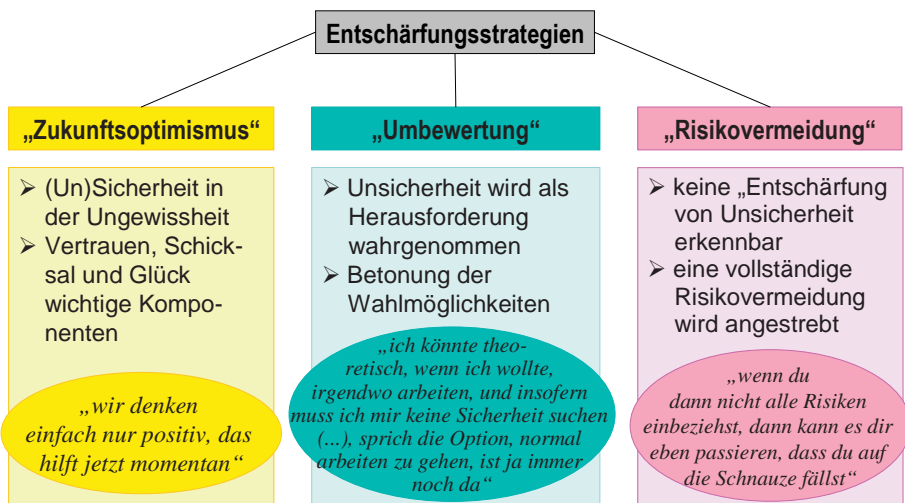 Entschärfungsstrategien
„Zukunftsoptimismus“
➢ (Un)Sicherheit in
der Ungewissheit
➢ Vertrauen, Schick-
sal und Glück
wichtige Kompo-
nenten
„wir denken
einfach nur positiv, das
hilft jetzt momentan“
„Umbewertung“
➢ Unsicherheit wird als
Herausforderung
wahrgenommen
➢ Betonung der
Wahlmöglichkeiten
„ich könnte theo-
retisch, wenn ich wollte,
irgendwo arbeiten, und insofern
muss ich mir keine Sicherheit suchen
(...), sprich die Option, normal
arbeiten zu gehen, ist ja immer
noch da“
„Risikovermeidung“
➢ keine „Entschärfung
von Unsicherheit
erkennbar
➢ eine vollständige
Risikovermeidung
wird angestrebt
„wenn du
dann nicht alle Risiken
einbeziehst, dann kann es dir
eben passieren, dass du auf
die Schnauze fällst“